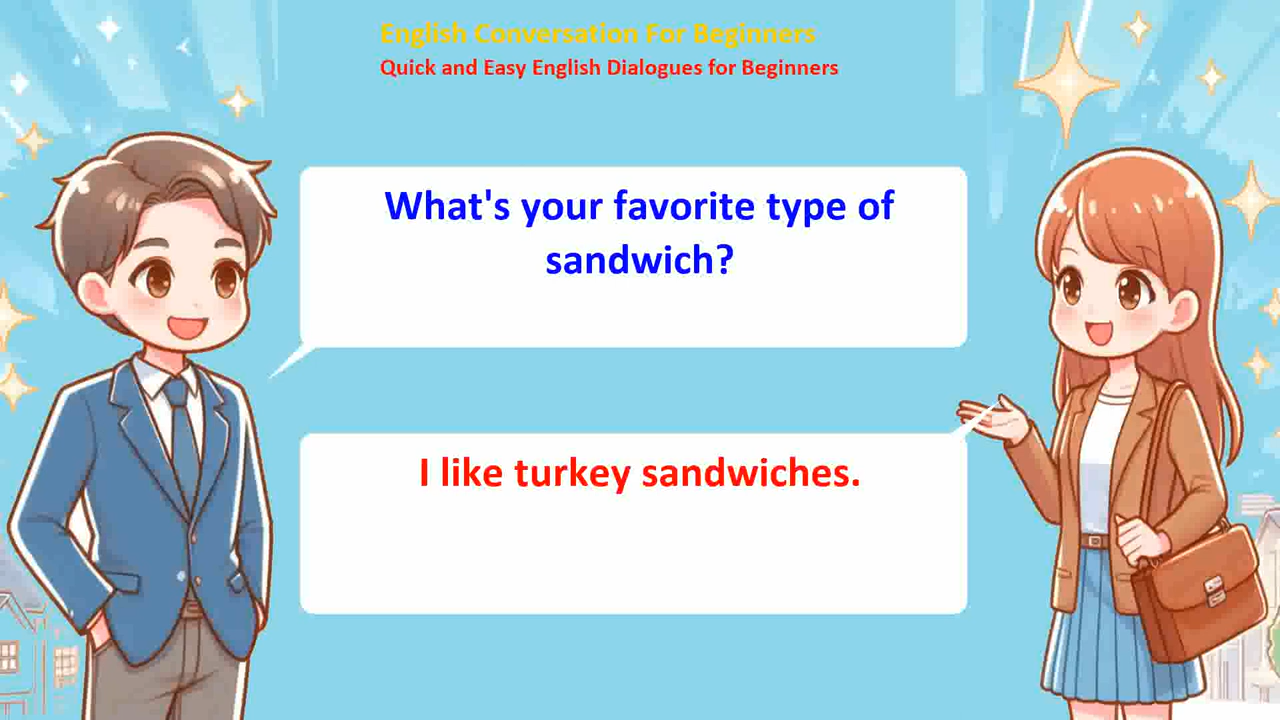 English Conversation For Beginners
Quick and Easy English Dialogues for Beginners
What's your favorite type of
sandwich?
I like turkey sandwiches.